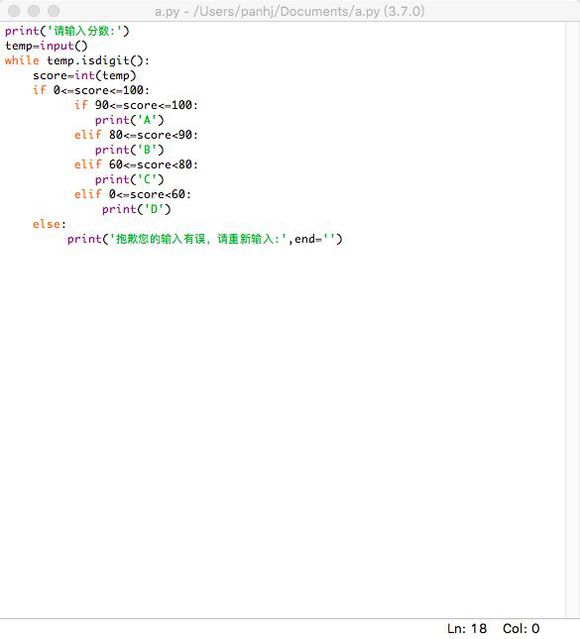 a.py - /Users/panhj/Documents/a.py (3.7.0)
print('请输入分数:')
temp=input()
while temp.isdigit():
    score=int(temp)
    if 0<=score<=100:
          if 90<=score<=100:
             print('A')
          elif 80<=score<90:
             print('B')
          elif 60<=score<80:
             print('C')
          elif 0<=score<60:
              print('D')
    else:
         print('抱歉您的输入有误，请重新输入:',end='')
Ln: 18 Col: 0